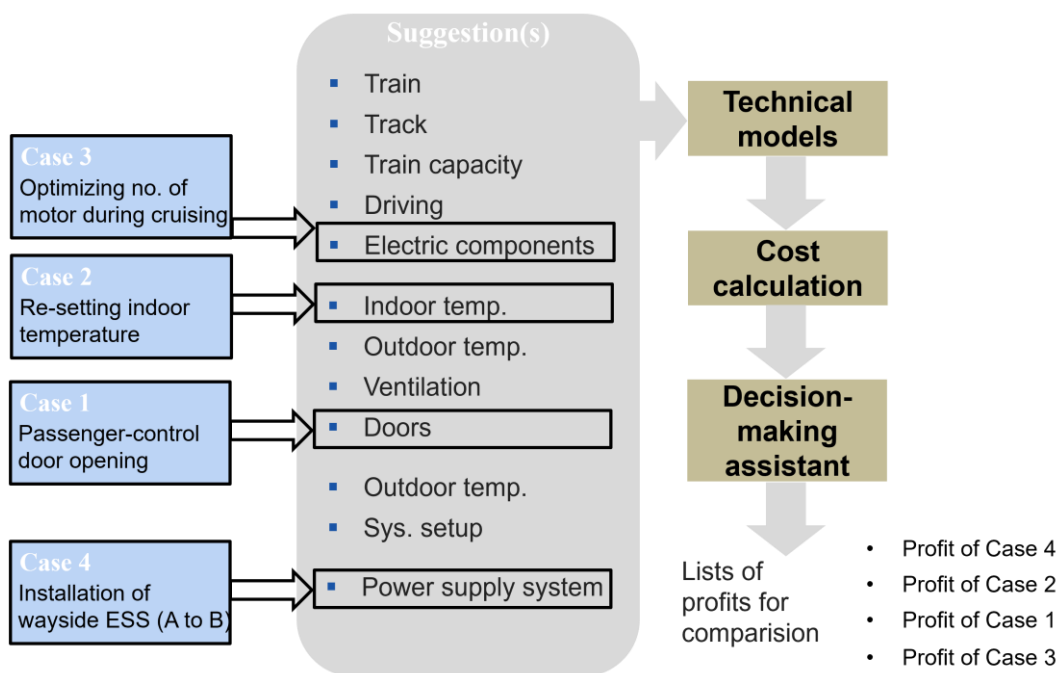 Suggestion(s)
Train
Track
Train capacity
Driving
Electric components
Indoor temp.
Outdoor temp.
Ventilation
Doors
Outdoor temp.
Sys. setup
Power supply system
Case 3
Optimizing no. of
motor during cruising
Case 2
Re-setting indoor
temperature
Case 1
Passenger-control
door opening
Case 4
Installation of
wayside ESS (A to B)
Technical
models
Cost
calculation
Decision-
making
assistant
Lists of
profits for
comparision
Profit of Case 4
Profit of Case 2
Profit of Case 1
Profit of Case 3